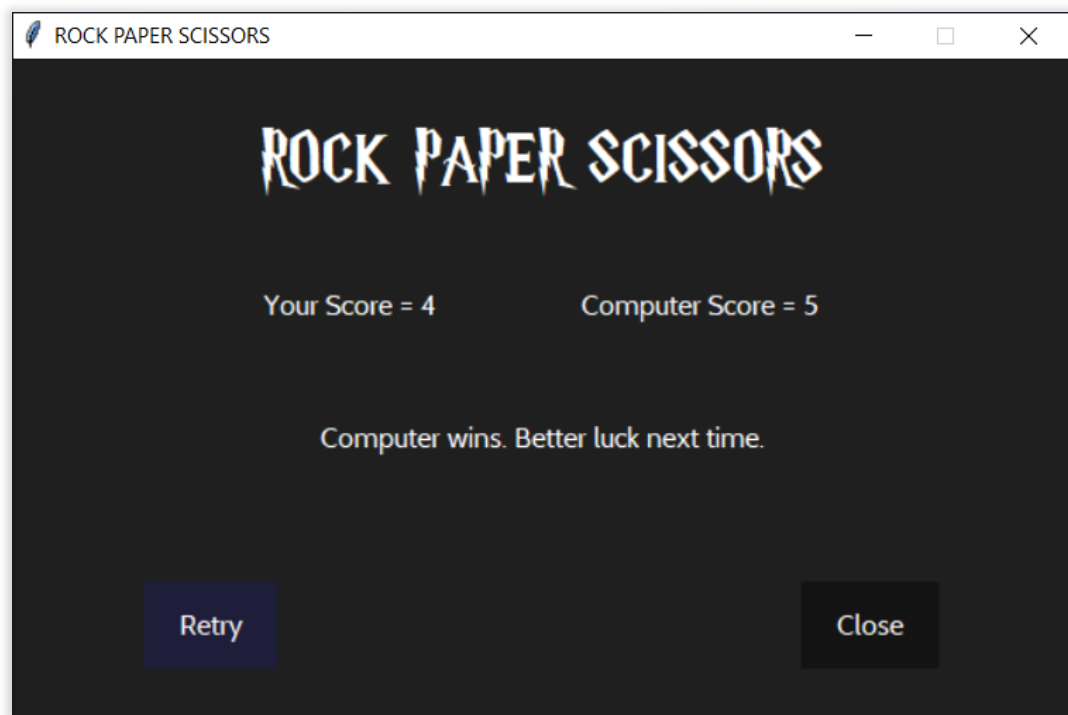 ROCK PAPER SCISSORS
ROCK PAPER SCISSORS
Your Score = 4 Computer Score = 5
Computer wins. Better luck next time.
Retry Close